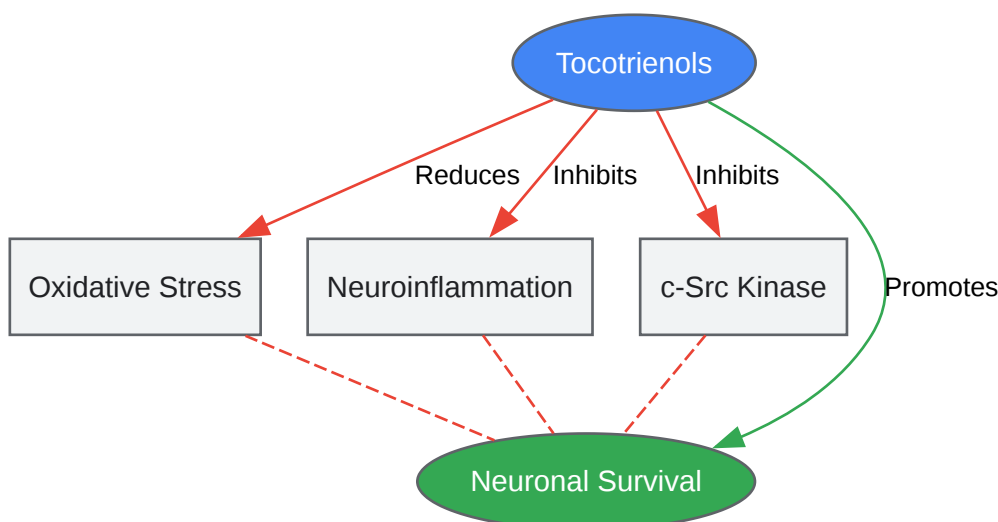 Tocotrienols
Reduces
Inhibits
Inhibits
Oxidative Stress
Neuroinflammation
c-Src Kinase
Promotes
Neuronal Survival